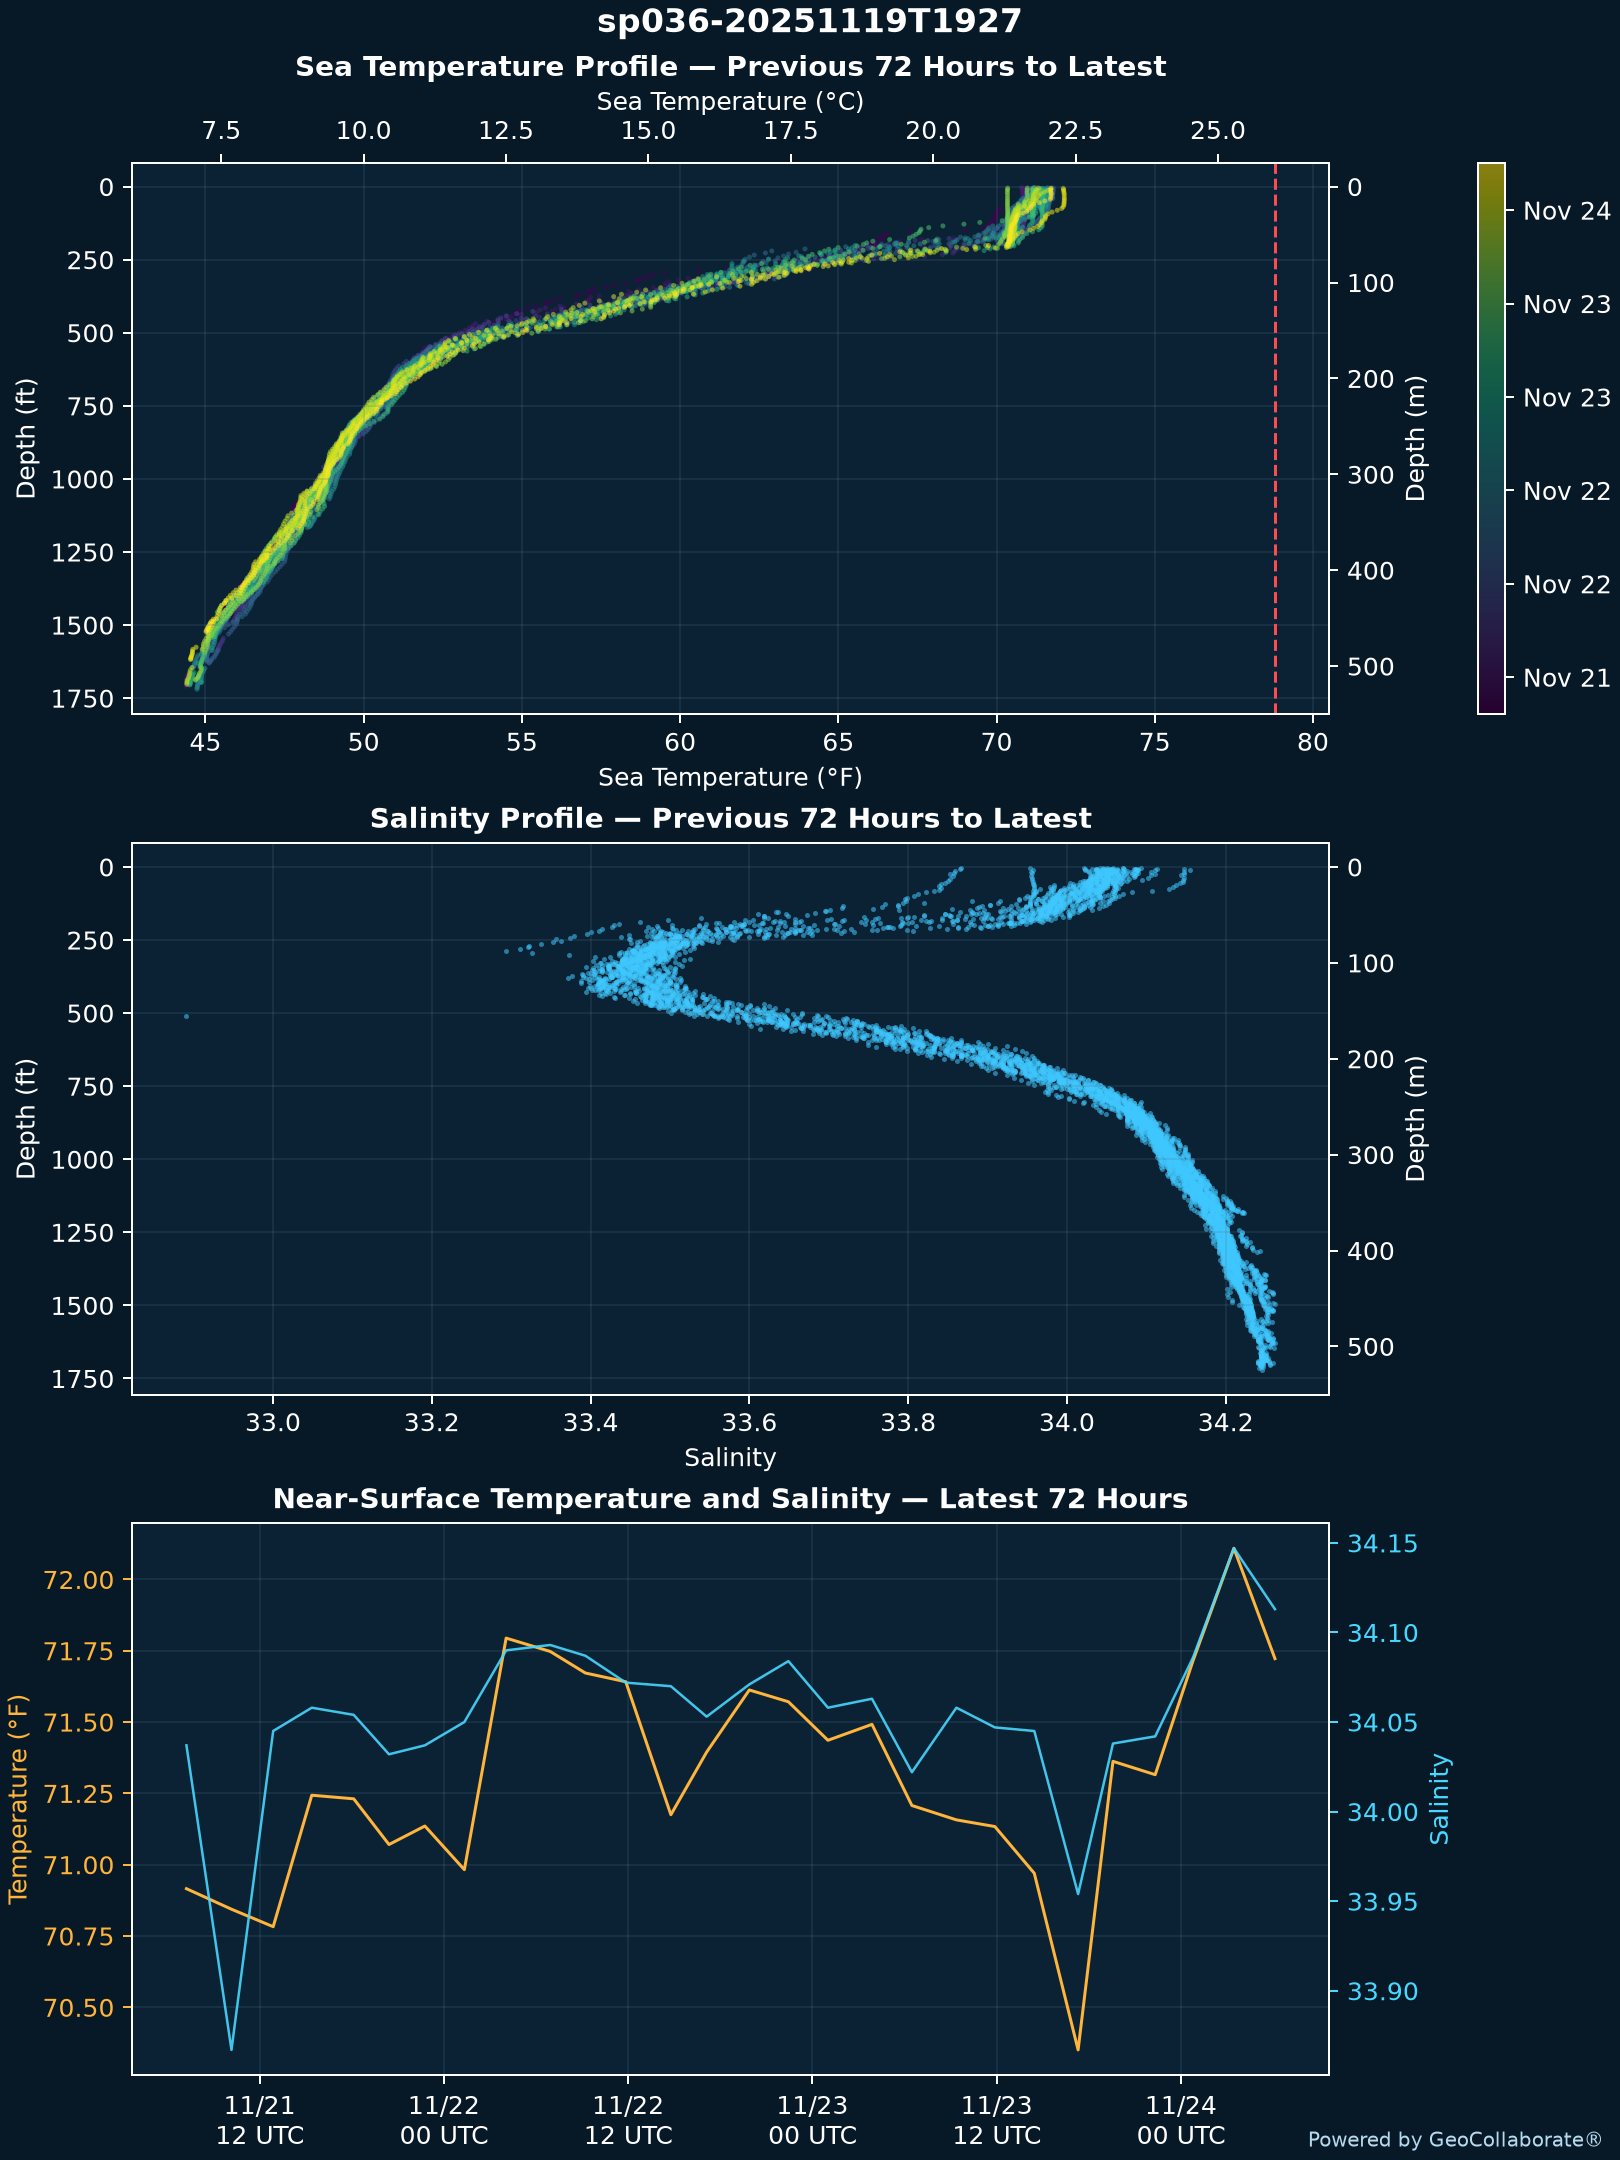 sp036-20251119T1927
Sea Temperature Profile — Previous 72 Hours to Latest
Sea Temperature (°C)
7.5 10.0 12.5 15.0 17.5 20.0 22.5 25.0
0
250
500
750
1000
1250
1500
1750
Depth (ft)
0
100
200
300
400
500
Depth (m)
Nov 24
Nov 23
Nov 23
Nov 22
Nov 22
Nov 21
45 50 55 60 65 70 75 80
Sea Temperature (°F)
Salinity Profile — Previous 72 Hours to Latest
0
250
500
750
1000
1250
1500
1750
Depth (ft)
0
100
200
300
400
500
Depth (m)
33.0 33.2 33.4 33.6 33.8 34.0 34.2
Salinity
Near-Surface Temperature and Salinity — Latest 72 Hours
72.00
71.75
71.50
71.25
71.00
70.75
70.50
Temperature (°F)
34.15
34.10
34.05
34.00
33.95
33.90
Salinity
11/21 11/22 11/22 11/23 11/23 11/24
12 UTC 00 UTC 12 UTC 00 UTC 12 UTC 00 UTC
Powered by GeoCollaborate®